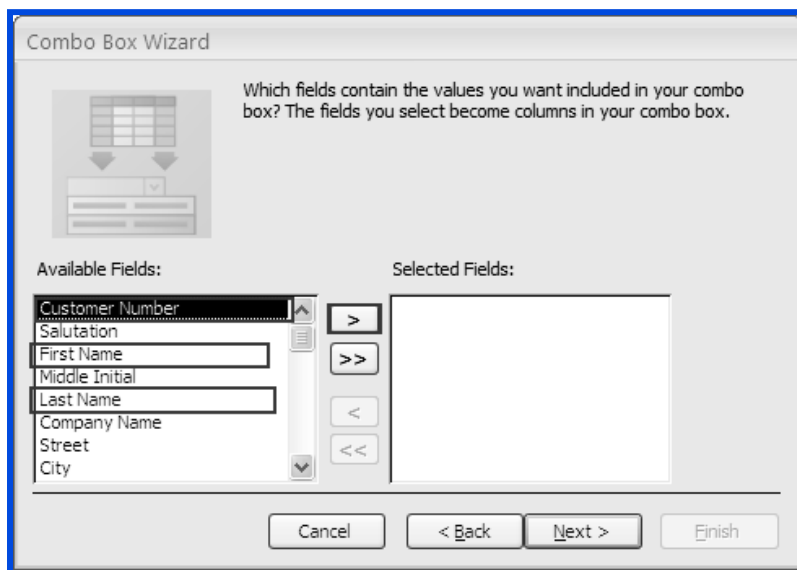 Combo Box Wizard
Which fields contain the values you want included in your combo
box? The fields you select become columns in your combo box.
Available Fields:
Selected Fields:
Customer Number
Salutation
First Name
Middle Initial
Last Name
Company Name
Street
City
>
>>
<
<<
Cancel
< Back
Next >
Finish